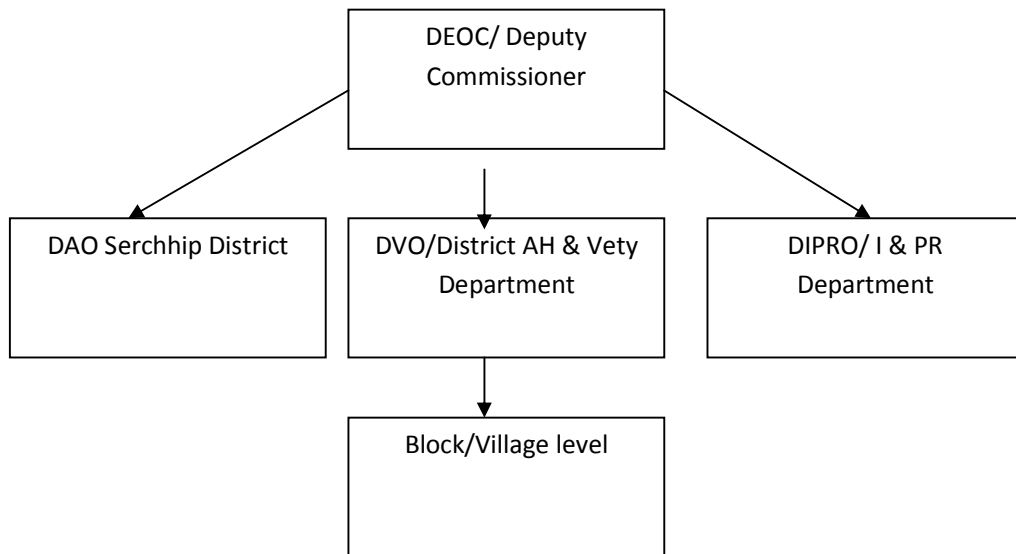 DEOC/ Deputy
Commissioner
DAO Serchhip District
DVO/District AH & Vety
Department
DIPRO/ I & PR
Department
Block/Village level